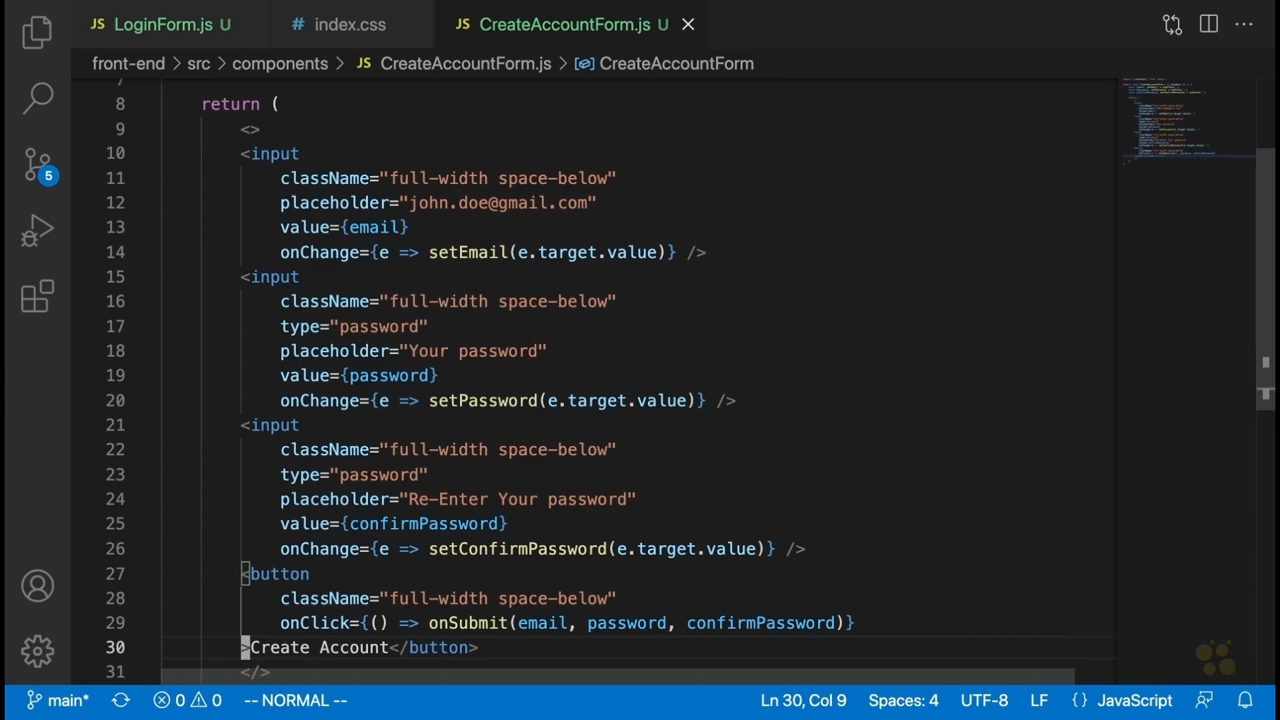 JS LoginForm.js U # index.css JS CreateAccountForm.js U
front-end > src > components > JS CreateAccountForm.js > CreateAccountForm
7
8 return (
9 <>
10 <input
11 className="full-width space-below"
12 placeholder="john.doe@gmail.com"
13 value={email}
14 onChange={e => setEmail(e.target.value)} />
15 <input
16 className="full-width space-below"
17 type="password"
18 placeholder="Your password"
19 value={password}
20 onChange={e => setPassword(e.target.value)} />
21 <input
22 className="full-width space-below"
23 type="password"
24 placeholder="Re-Enter Your password"
25 value={confirmPassword}
26 onChange={e => setConfirmPassword(e.target.value)} />
27 <button
28 className="full-width space-below"
29 onClick={() => onSubmit(email, password, confirmPassword)}
30 >Create Account</button>
31 </>
5
main* 0 0 -- NORMAL -- Ln 30, Col 9 Spaces: 4 UTF-8 LF {} JavaScript